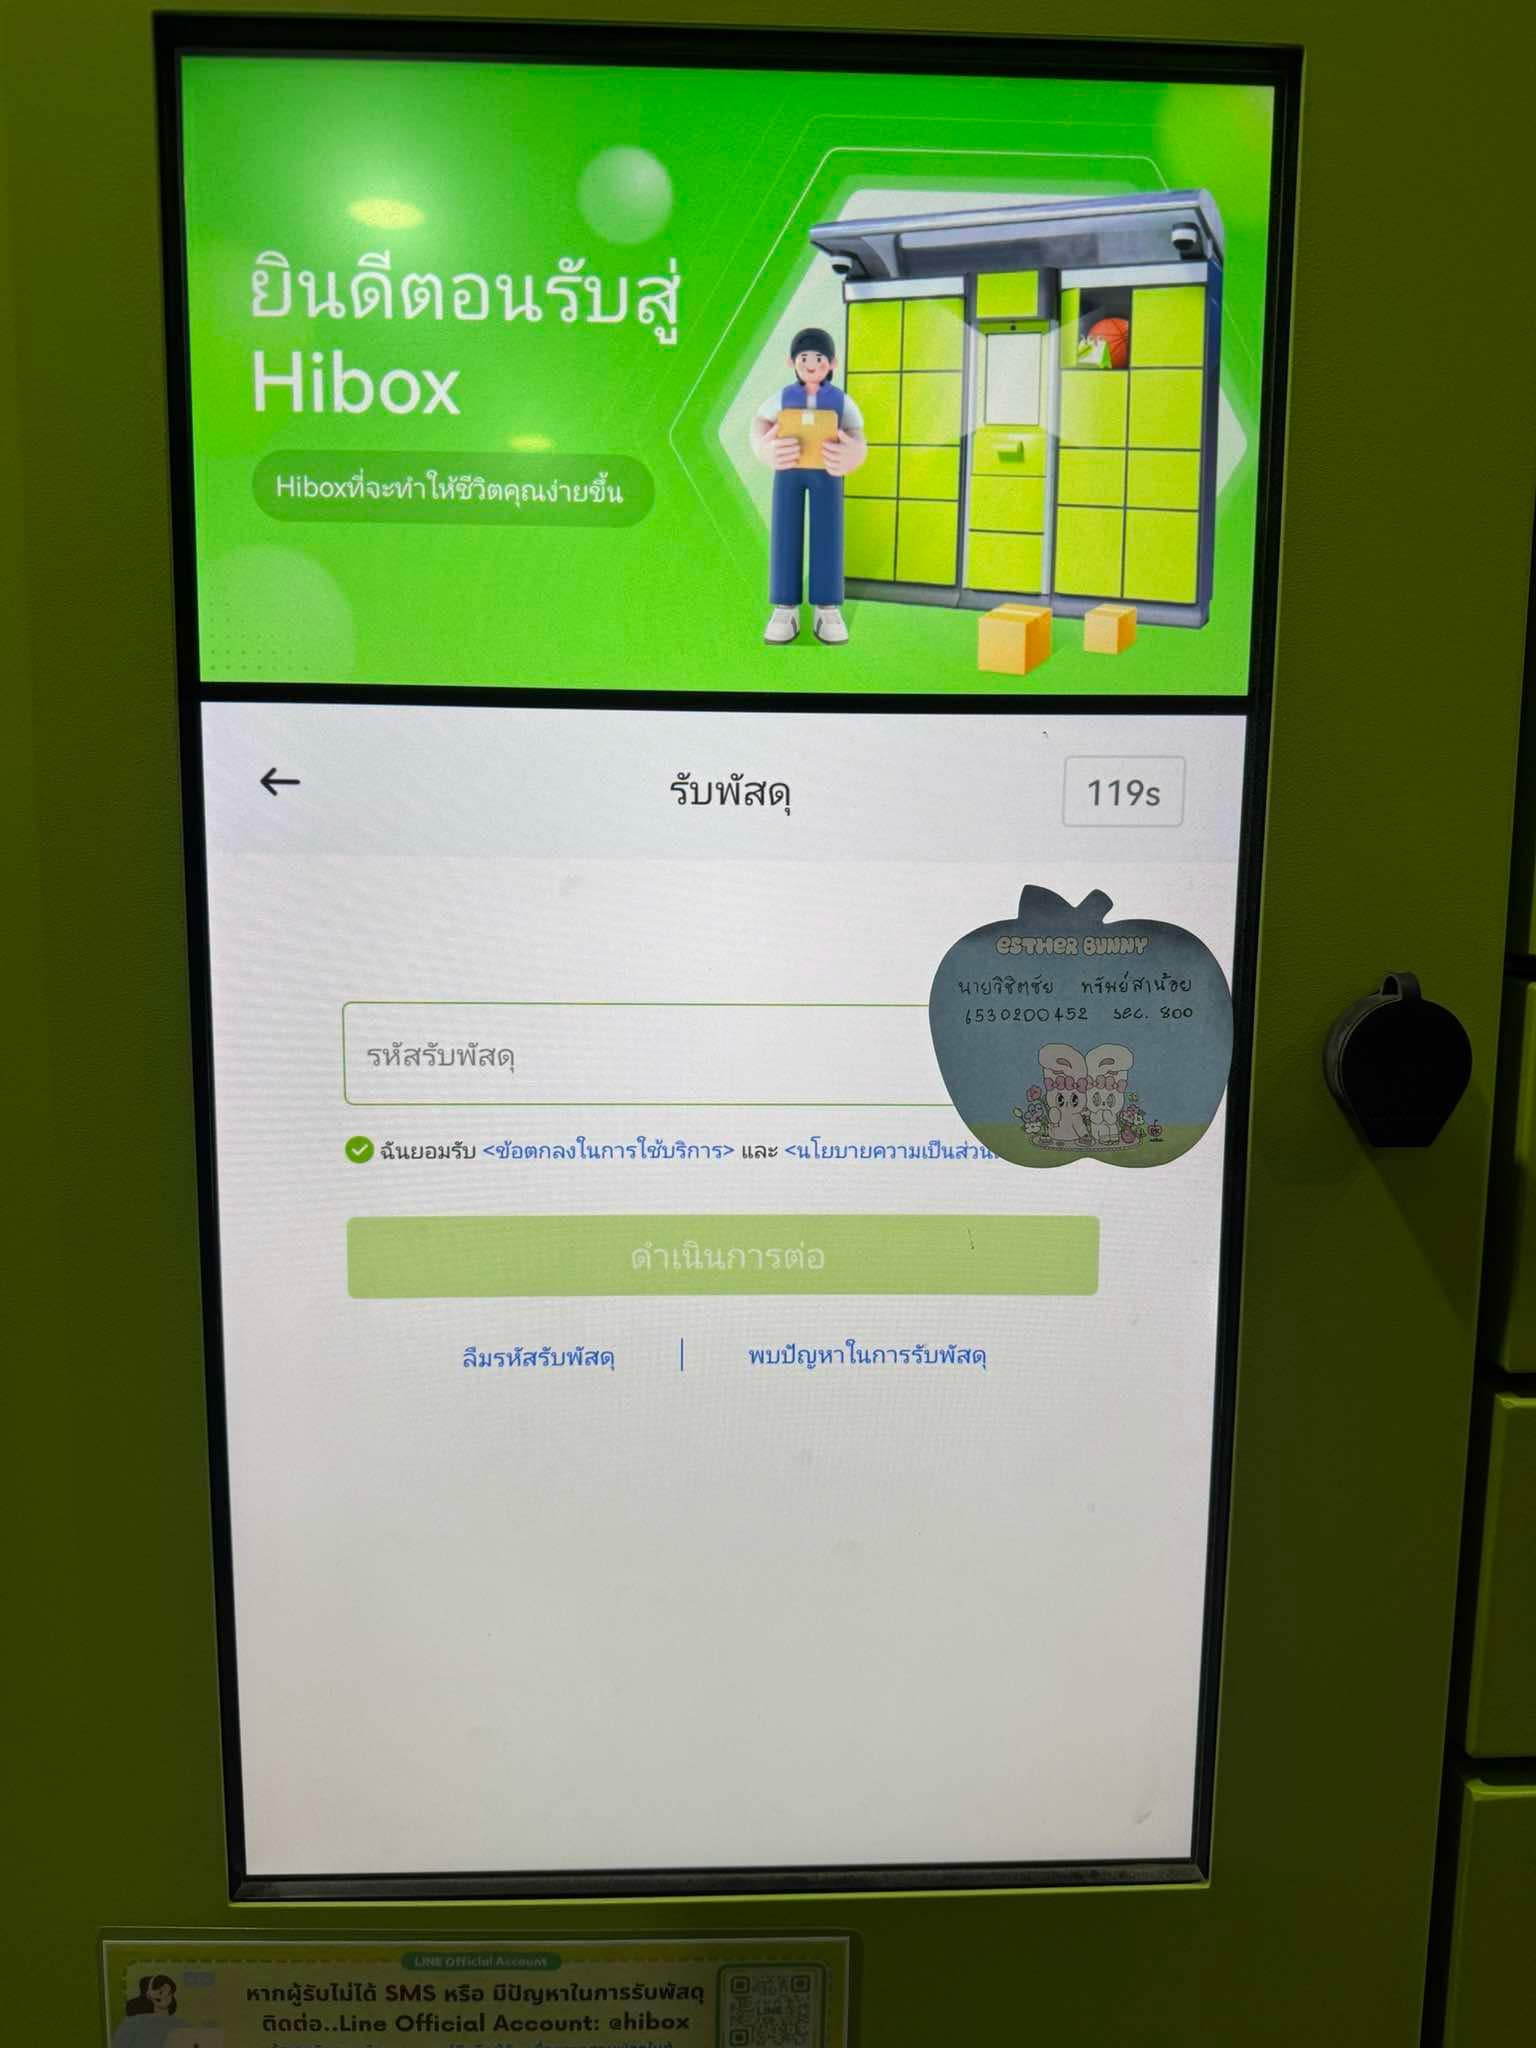 ยินดีตอนรับสู่
Hibox
Hiboxที่จะทำให้ชีวิตคุณง่ายขึ้น
รับพัสดุ
119s
esther bunny
นายวิชิตชัย ทรัพย์สาน้อย
6530200452 sec. 800
รหัสรับพัสดุ
ฉันยอมรับ <ข้อตกลงในการใช้บริการ> และ <นโยบายความเป็นส่วน
ดำเนินการต่อ
ลืมรหัสรับพัสดุ | พบปัญหาในการรับพัสดุ
LINE Official Account
หากผู้รับไม่ได้ SMS หรือ มีปัญหาในการรับพัสดุ
ติดต่อ..Line Official Account: @hibox